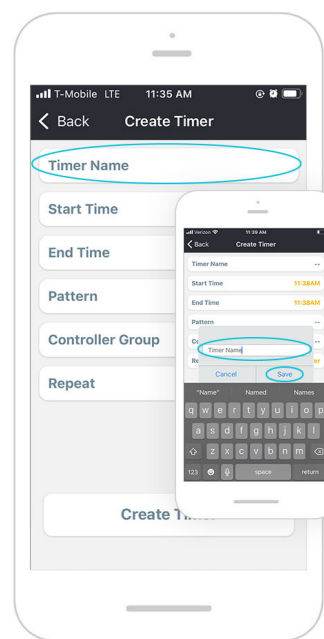 T-Mobile LTE 11:35 AM
Back Create Timer
Timer Name
Start Time
End Time
Pattern
Controller Group
Repeat
Create
Verizon 11:39 AM
Back Create Timer
Timer Name --
Start Time 11:38AM
End Time 11:38AM
Pattern --
Timer Name
Cancel Save
"Name" Named Names
q w e r t y u i o p
a s d f g h j k l
z x c v b n m
123 space return